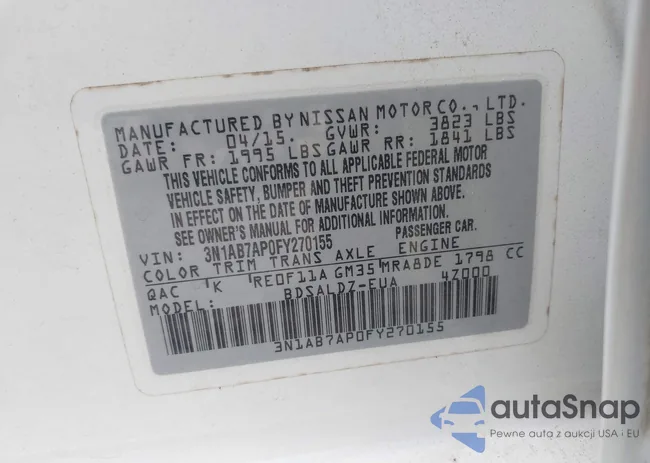 MANUFACTURED BY NISSAN MOTOR CO., LTD.
DATE: 04/15 GVWR: 3823 LBS
GAWR FR: 1995 LBS GAWR RR: 1841 LBS
THIS VEHICLE CONFORMS TO ALL APPLICABLE FEDERAL MOTOR
VEHICLE SAFETY, BUMPER AND THEFT PREVENTION STANDARDS
IN EFFECT ON THE DATE OF MANUFACTURE SHOWN ABOVE.
SEE OWNER'S MANUAL FOR ADDITIONAL INFORMATION.
VIN: 3N1AB7AP0FY270155 PASSENGER CAR.
COLOR TRIM TRANS AXLE ENGINE
QAC K RE0F11A GM35 MRA8DE 1798 CC
MODEL: BDSALDZ-EUA 4Z000
3N1AB7AP0FY270155
autoSnap
Pewne auta z aukcji USA i EU